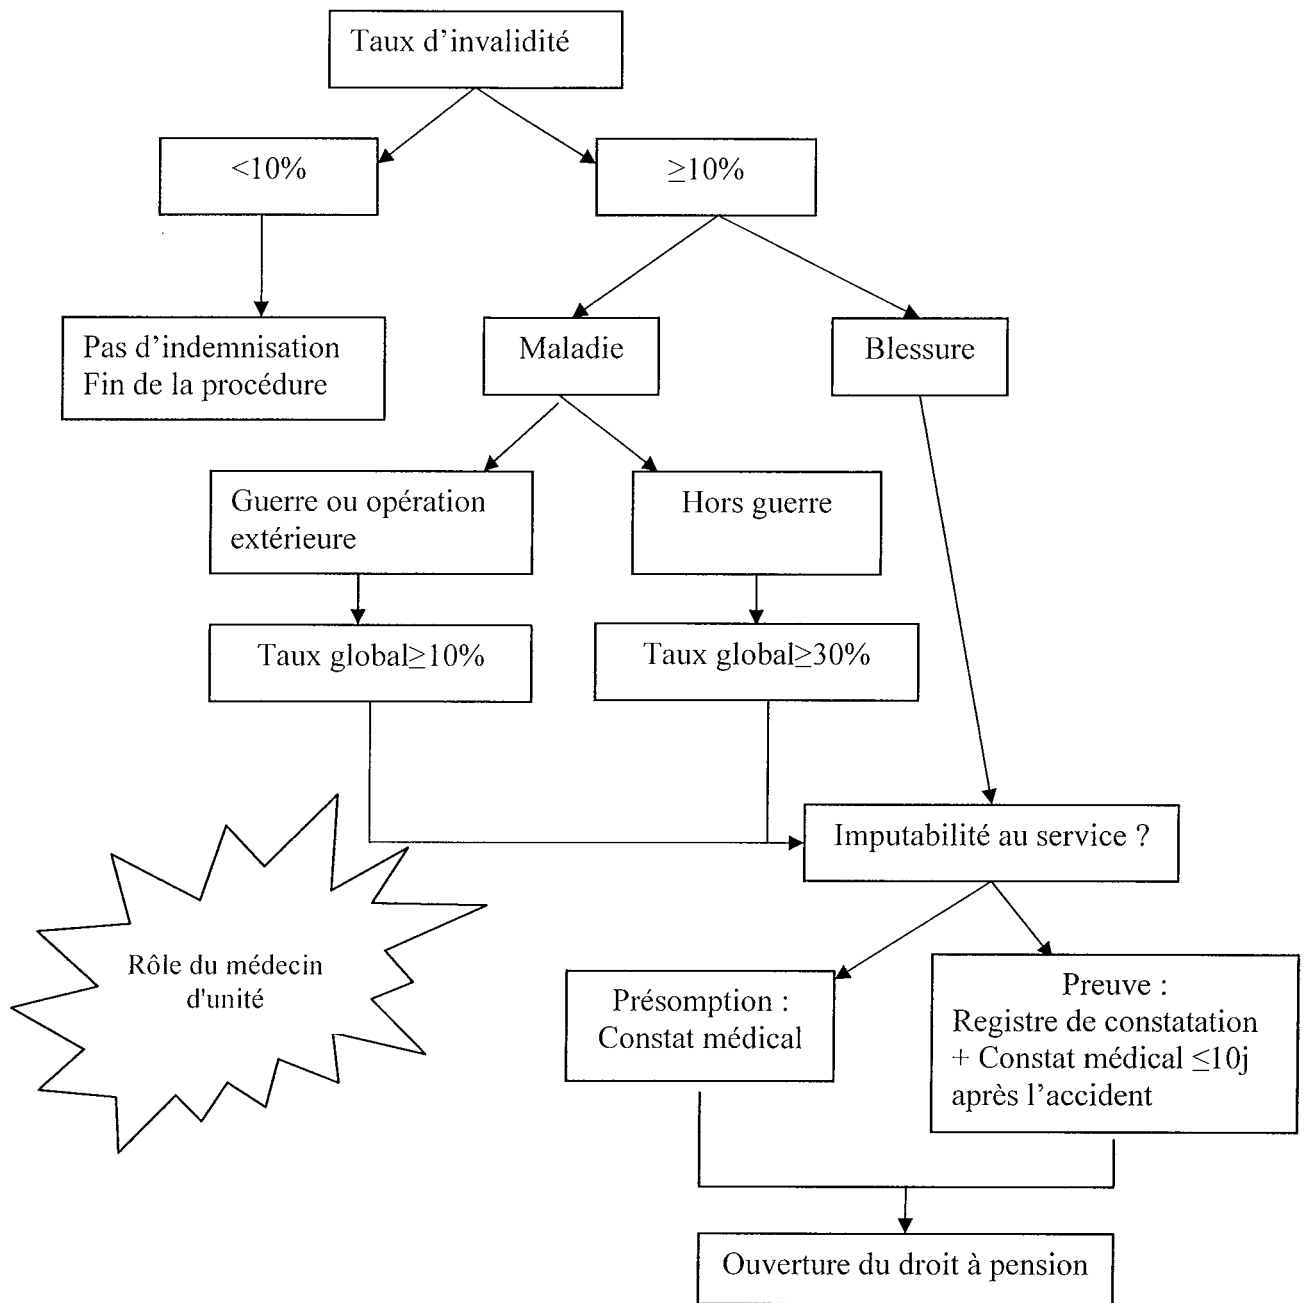 Taux d'invalidité
<10%
≥10%
Pas d'indemnisation
Fin de la procédure
Maladie
Blessure
Guerre ou opération
extérieure
Hors guerre
Taux global≥10%
Taux global≥30%
Imputabilité au service ?
Rôle du médecin
d'unité
Présomption :
Constat médical
Preuve :
Registre de constatation
+ Constat médical ≤10j
après l'accident
Ouverture du droit à pension